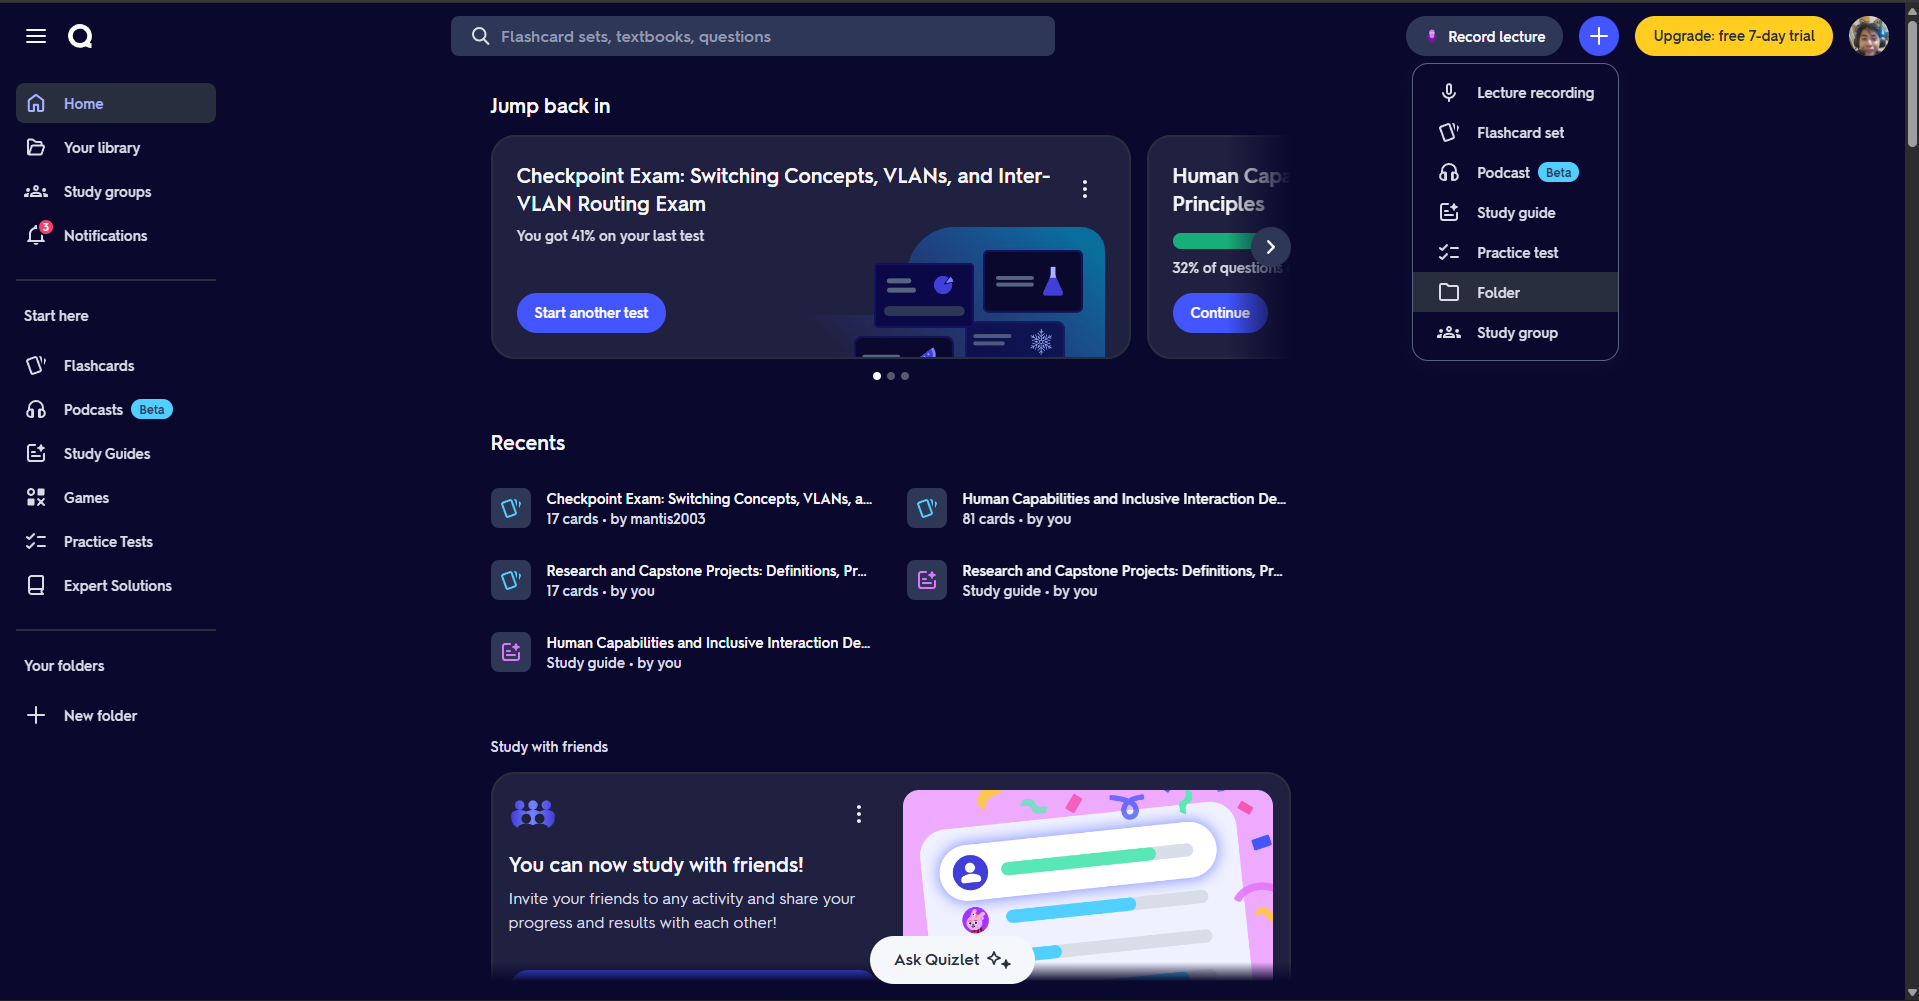 Flashcard sets, textbooks, questions
Record lecture
Upgrade: free 7-day trial
Home
Your library
Study groups
3
Notifications
Start here
Flashcards
Podcasts Beta
Study Guides
Games
Practice Tests
Expert Solutions
Your folders
New folder
Jump back in
Checkpoint Exam: Switching Concepts, VLANs, and Inter-
VLAN Routing Exam
You got 41% on your last test
Start another test
Human Capa
Principles
32% of questions
Continue
Lecture recording
Flashcard set
Podcast Beta
Study guide
Practice test
Folder
Study group
Recents
Checkpoint Exam: Switching Concepts, VLANs, a...
17 cards • by mantis2003
Human Capabilities and Inclusive Interaction De...
81 cards • by you
Research and Capstone Projects: Definitions, Pr...
17 cards • by you
Research and Capstone Projects: Definitions, Pr...
Study guide • by you
Human Capabilities and Inclusive Interaction De...
Study guide • by you
Study with friends
You can now study with friends!
Invite your friends to any activity and share your
progress and results with each other!
Ask Quizlet